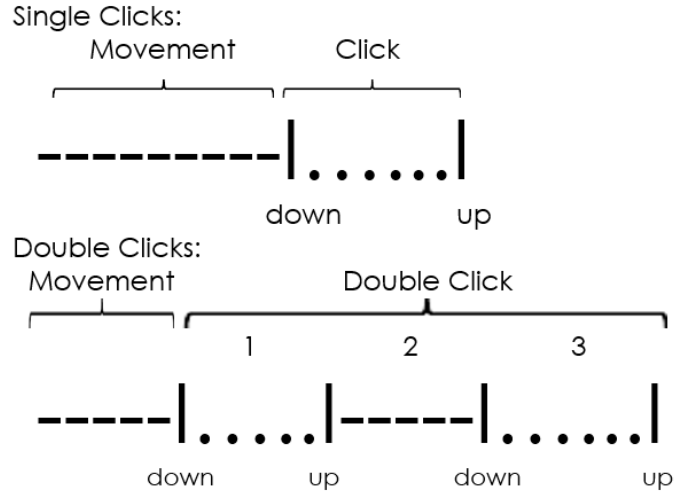 Single Clicks:
Movement Click
down up
Double Clicks:
Movement Double Click
1 2 3
down up down up